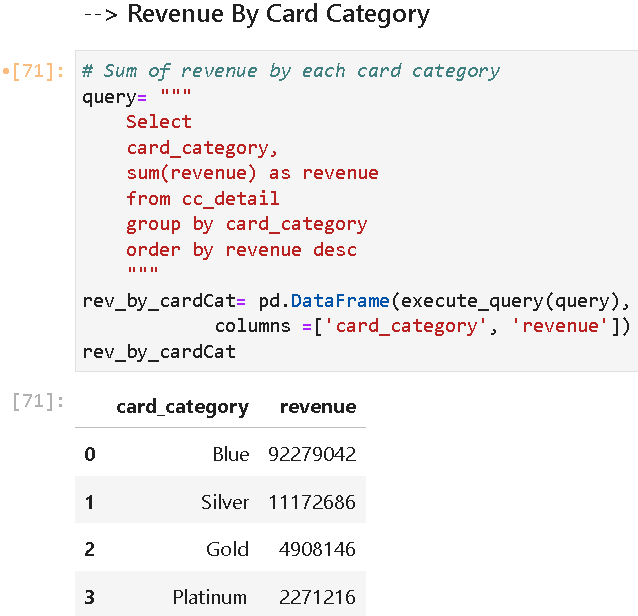 --> Revenue By Card Category
•[71]: # Sum of revenue by each card category
query= """
Select
card_category,
sum(revenue) as revenue
from cc_detail
group by card_category
order by revenue desc
"""
rev_by_cardCat= pd.DataFrame(execute_query(query),
columns =['card_category', 'revenue'])
rev_by_cardCat
[71]:
card_category revenue
0 Blue 92279042
1 Silver 11172686
2 Gold 4908146
3 Platinum 2271216